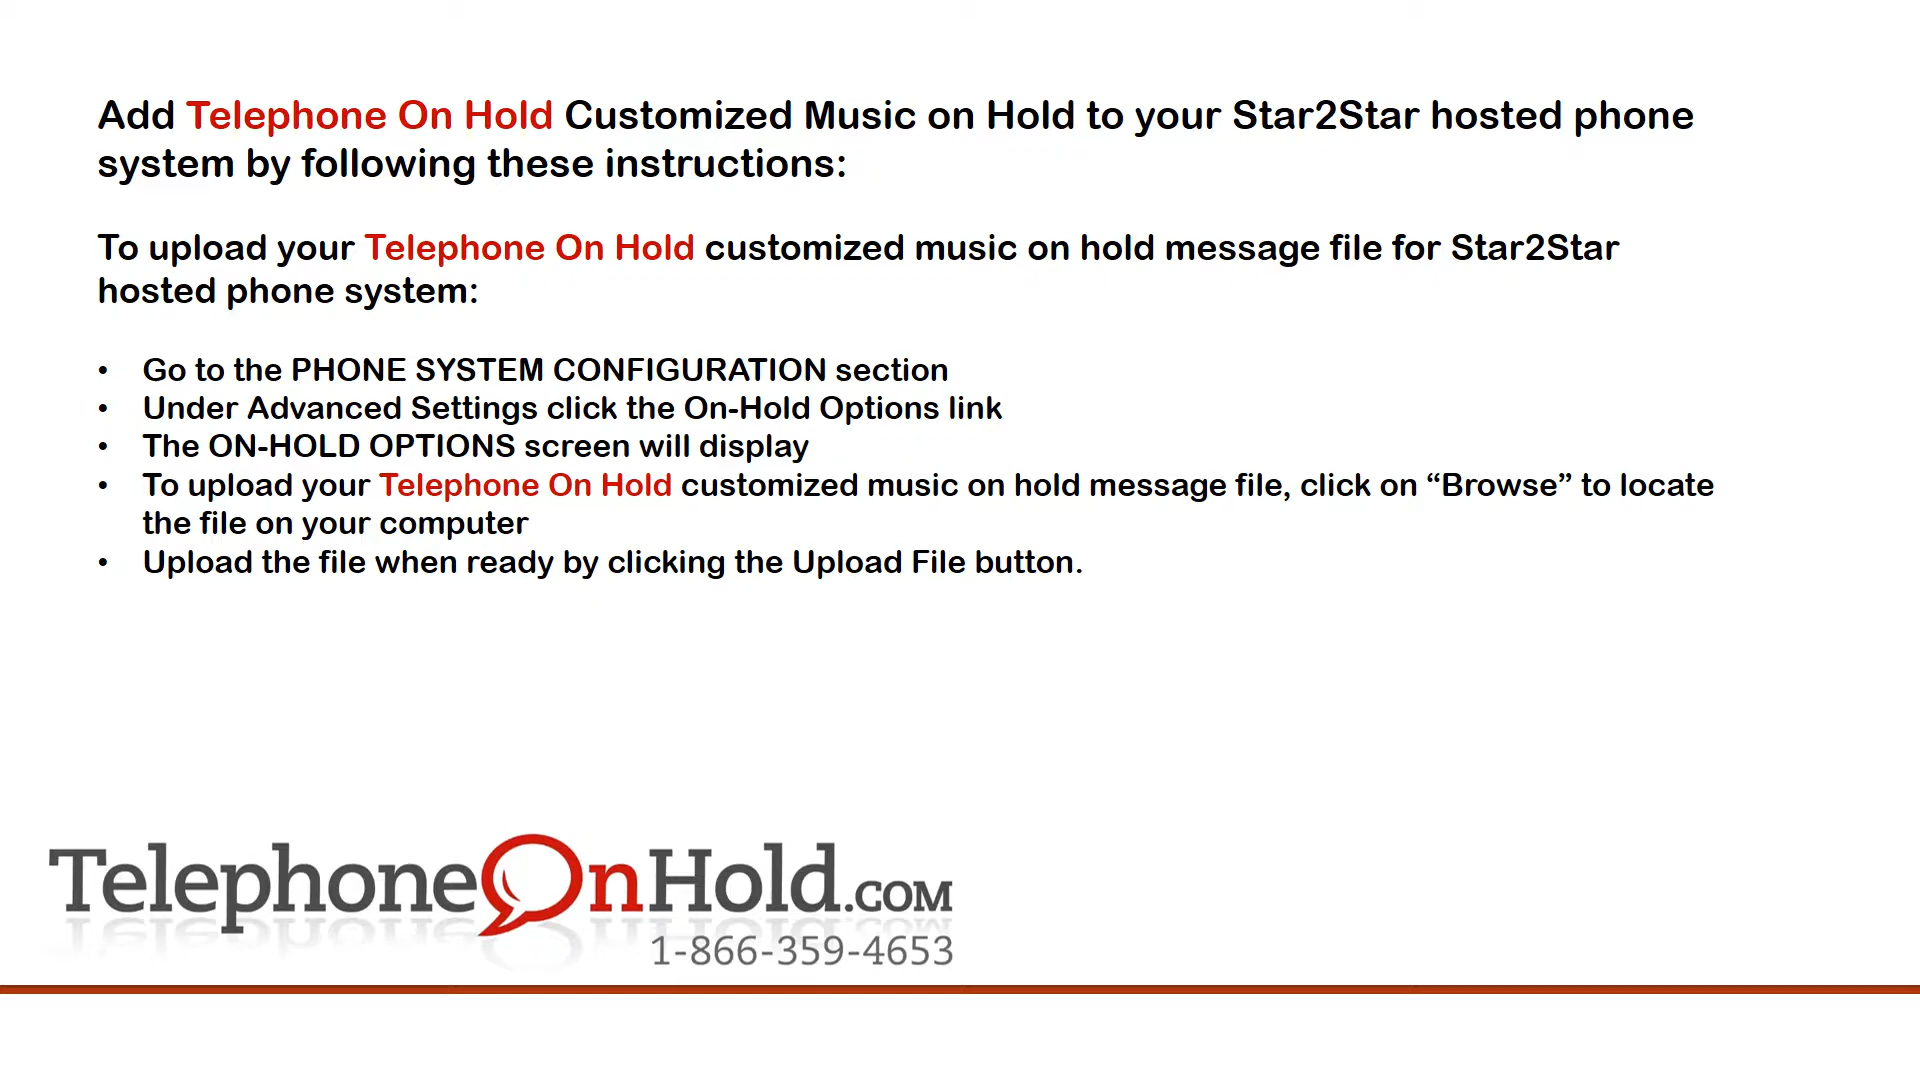 Add Telephone On Hold Customized Music on Hold to your Star2Star hosted phone
system by following these instructions:
To upload your Telephone On Hold customized music on hold message file for Star2Star
hosted phone system:
• Go to the PHONE SYSTEM CONFIGURATION section
• Under Advanced Settings click the On-Hold Options link
• The ON-HOLD OPTIONS screen will display
• To upload your Telephone On Hold customized music on hold message file, click on “Browse” to locate
the file on your computer
• Upload the file when ready by clicking the Upload File button.
TelephoneOnHold.COM
1-866-359-4653